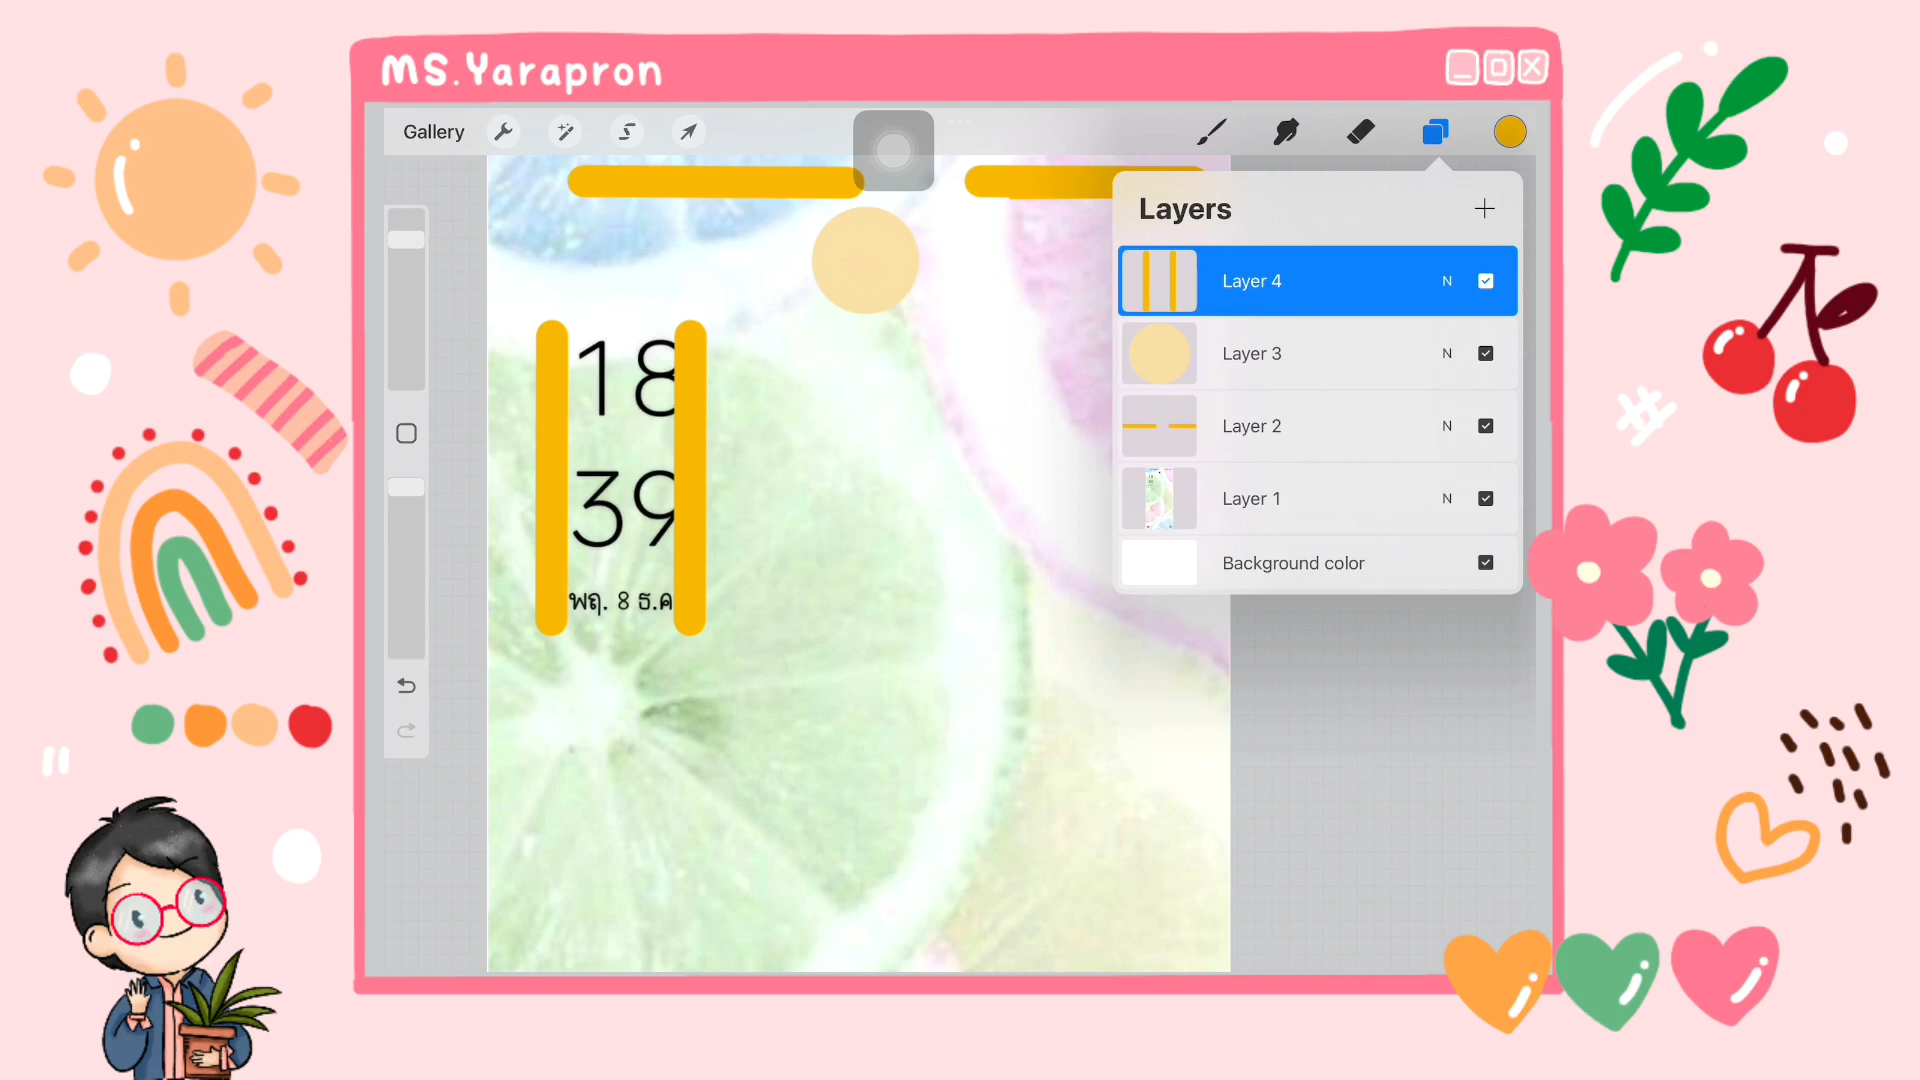 MS.Yarapron
Gallery
Layers
Layer 4 N
Layer 3 N
Layer 2 N
Layer 1 N
Background color
18
39
พฤ. 8 ธ.ค